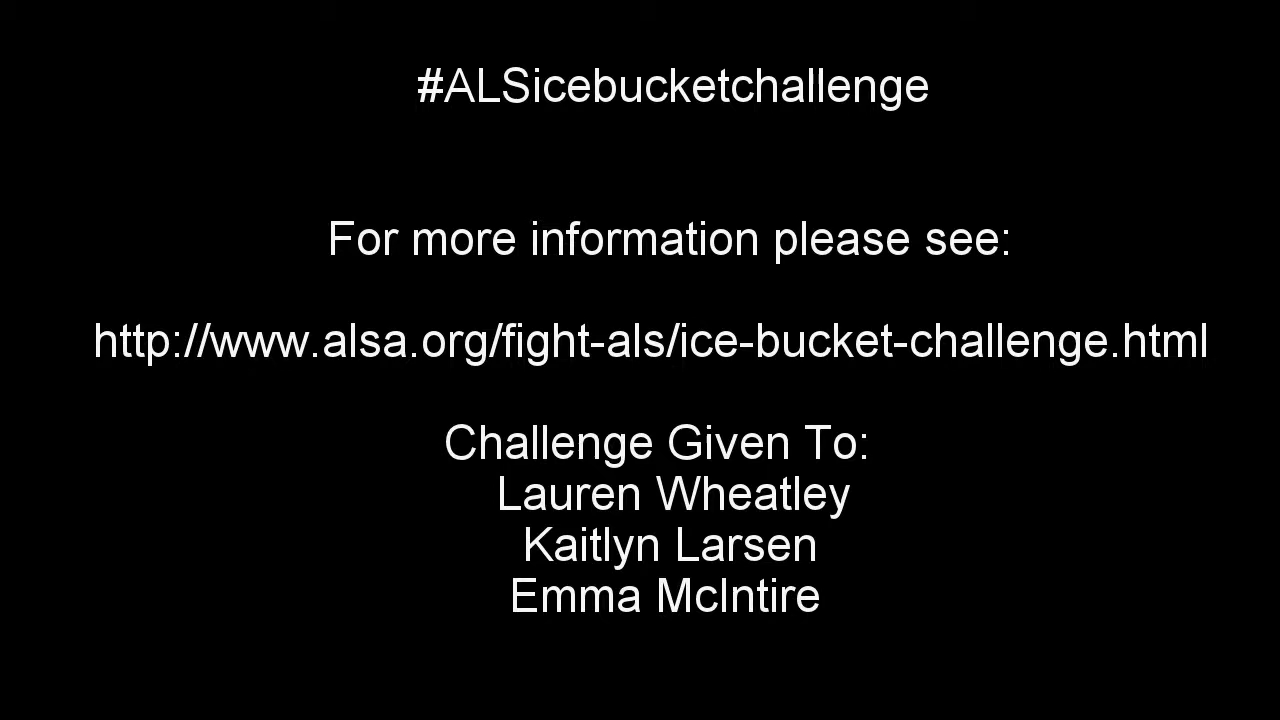 #ALSicebucketchallenge
For more information please see:
http://www.alsa.org/fight-als/ice-bucket-challenge.html
Challenge Given To:
Lauren Wheatley
Kaitlyn Larsen
Emma McIntire